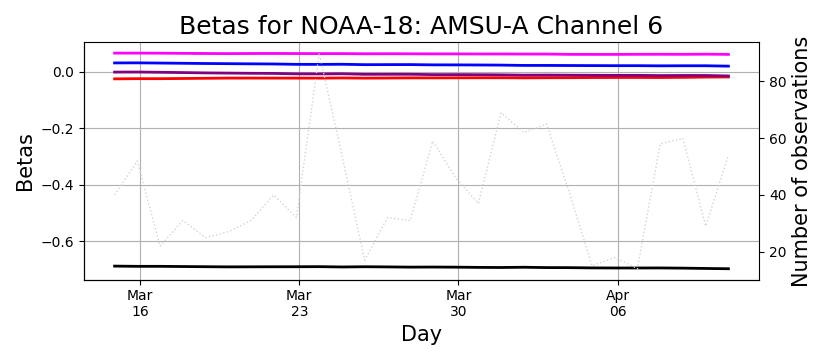 Betas for NOAA-18: AMSU-A Channel 6
Betas
0.0
−0.2
−0.4
−0.6
80
60
40
20
Number of observations
Mar
16
Mar
23
Mar
30
Apr
06
Day